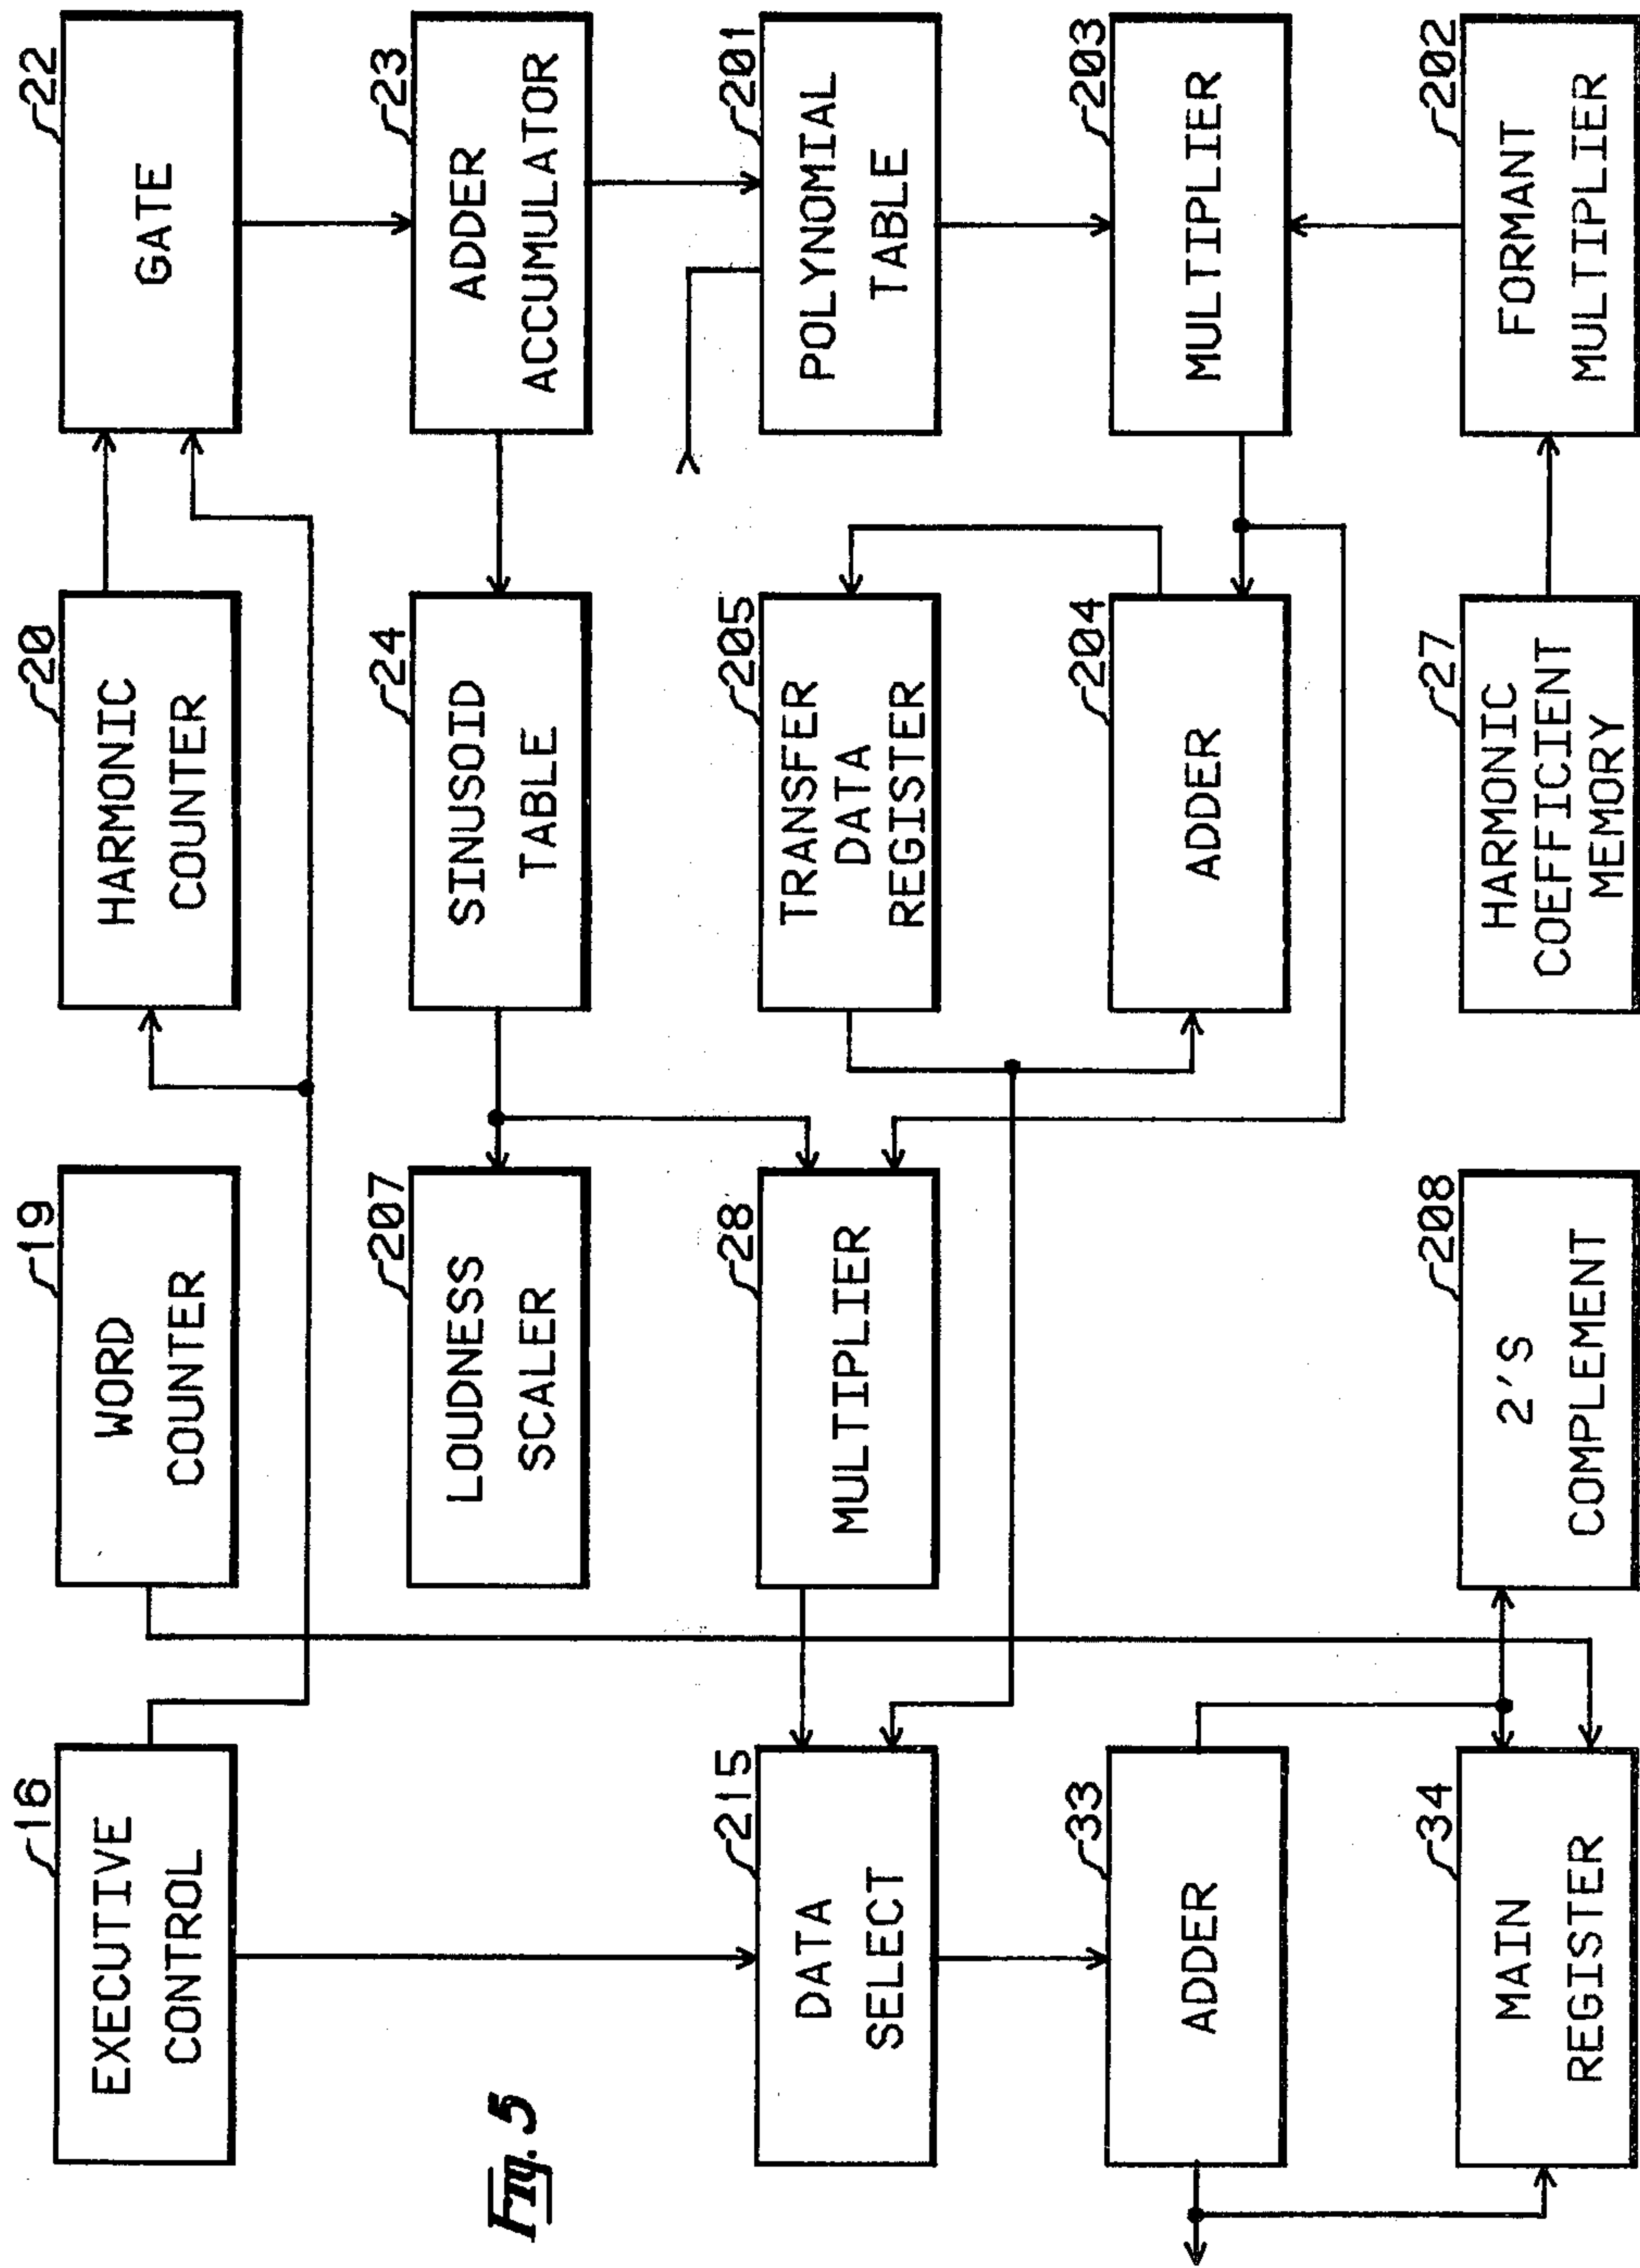 16
EXECUTIVE
CONTROL
19
WORD
COUNTER
20
HARMONIC
COUNTER
22
GATE
207
LOUDNESS
SCALER
24
SINUSOID
TABLE
23
ADDER
ACCUMULATOR
215
DATA
SELECT
28
MULTIPLIER
205
TRANSFER
DATA
REGISTER
201
POLYNOMIAL
TABLE
33
ADDER
204
ADDER
203
MULTIPLIER
34
MAIN
REGISTER
208
2'S
COMPLEMENT
27
HARMONIC
COEFFICIENT
MEMORY
202
FORMANT
MULTIPLIER
Fig. 5